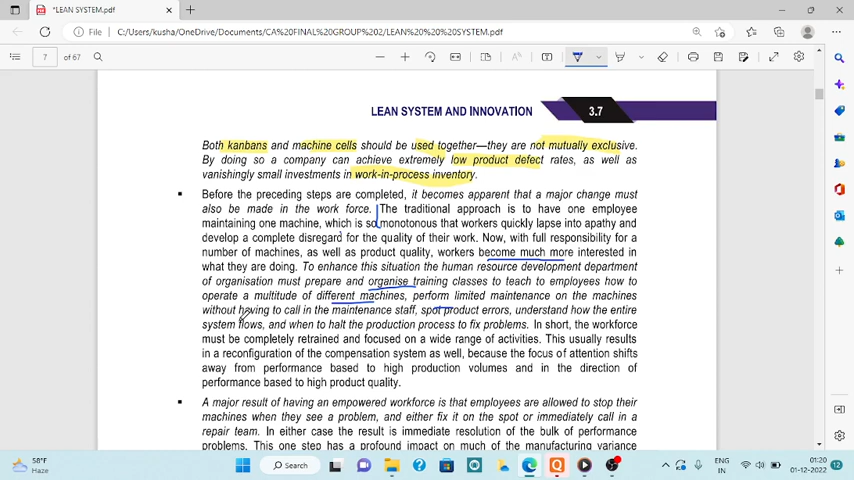 *LEAN SYSTEM.pdf
File
C:/Users/kusha/OneDrive/Documents/CA%20FINAL%20GROUP%202/LEAN%20%20SYSTEM.pdf
7 of 67
LEAN SYSTEM AND INNOVATION 3.7
Both kanbans and machine cells should be used together—they are not mutually exclusive.
By doing so a company can achieve extremely low product defect rates, as well as
vanishingly small investments in work-in-process inventory.
▪ Before the preceding steps are completed, it becomes apparent that a major change must
also be made in the work force. The traditional approach is to have one employee
maintaining one machine, which is so monotonous that workers quickly lapse into apathy and
develop a complete disregard for the quality of their work. Now, with full responsibility for a
number of machines, as well as product quality, workers become much more interested in
what they are doing. To enhance this situation the human resource development department
of organisation must prepare and organise training classes to teach to employees how to
operate a multitude of different machines, perform limited maintenance on the machines
without having to call in the maintenance staff, spot product errors, understand how the entire
system flows, and when to halt the production process to fix problems. In short, the workforce
must be completely retrained and focused on a wide range of activities. This usually results
in a reconfiguration of the compensation system as well, because the focus of attention shifts
away from performance based to high production volumes and in the direction of
performance based to high product quality.
▪ A major result of having an empowered workforce is that employees are allowed to stop their
machines when they see a problem, and either fix it on the spot or immediately call in a
repair team. In either case the result is immediate resolution of the bulk of performance
problems. This one step has a profound impact on much of the manufacturing variance
58°F
Haze
Search
ENG
IN
01:20
01-12-2022